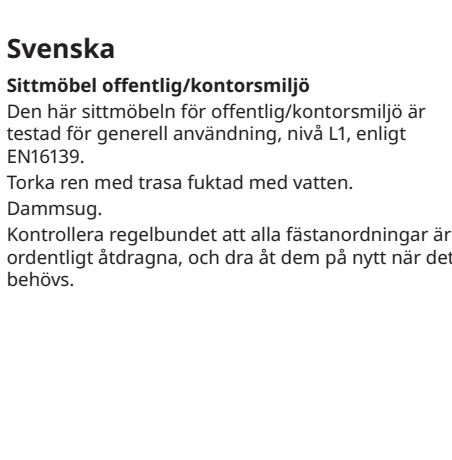 Svenska
Sittmöbel offentlig/kontorsmiljö
Den här sittmöbeln för offentlig/kontorsmiljö är
testad för generell användning, nivå L1, enligt
EN16139.
Torka ren med trasa fuktad med vatten.
Dammsug.
Kontrollera regelbundet att alla fästanordningar är
ordentligt åtdragna, och dra åt dem på nytt när det
behövs.